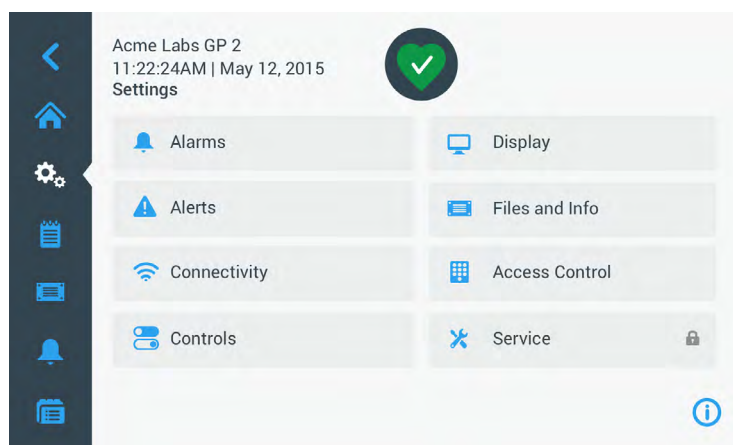 Acme Labs GP 2
11:22:24AM | May 12, 2015
Settings
Alarms
Display
Alerts
Files and Info
Connectivity
Access Control
Controls
Service